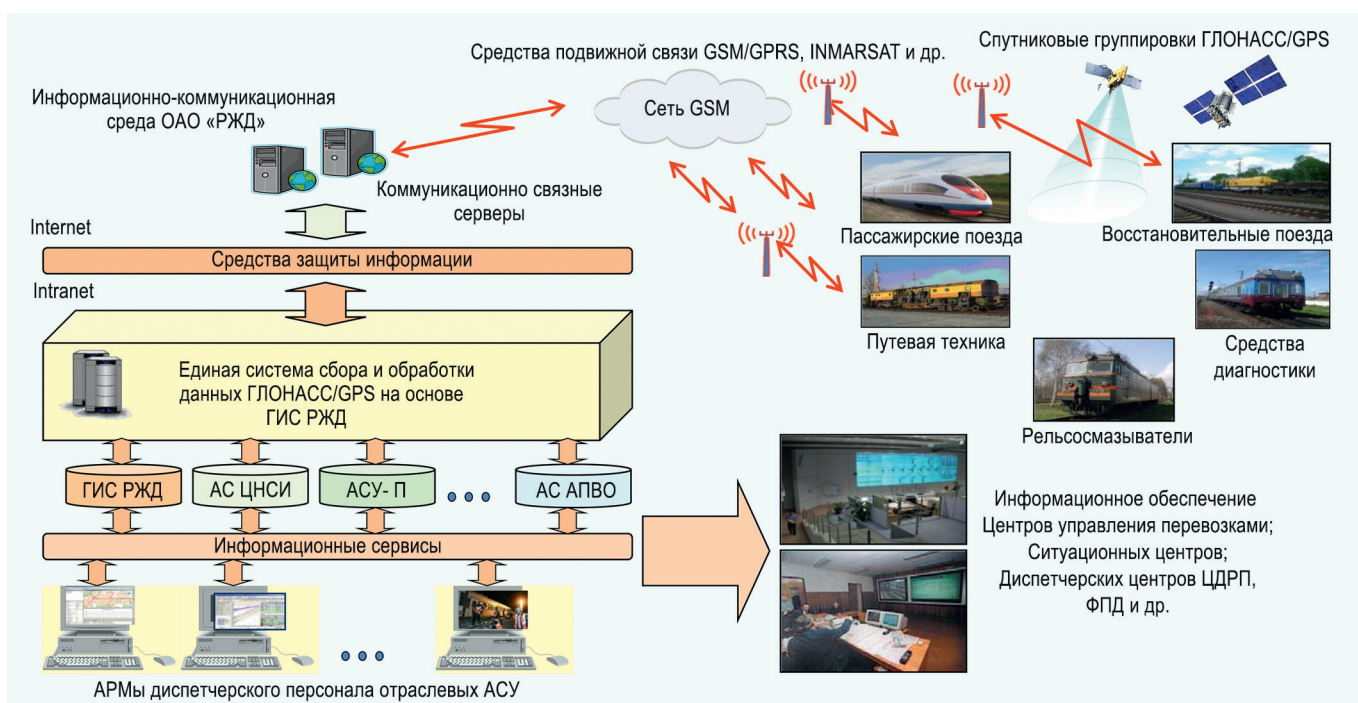 Средства подвижной связи GSM/GPRS, INMARSAT и др.
Спутниковые группировки ГЛОНАСС/GPS
Информационно-коммуникационная
среда ОАО «РЖД»
Сеть GSM
Коммуникационно связные
серверы
Internet
Средства защиты информации
Intranet
Пассажирские поезда
Восстановительные поезда
Путевая техника
Средства
диагностики
Рельсосмазыватели
Единая система сбора и обработки
данных ГЛОНАСС/GPS на основе
ГИС РЖД
ГИС РЖД
АС ЦНСИ
АСУ- П
АС АПВО
Информационные сервисы
АРМы диспетчерского персонала отраслевых АСУ
Информационное обеспечение
Центров управления перевозками;
Ситуационных центров;
Диспетчерских центров ЦДРП,
ФПД и др.